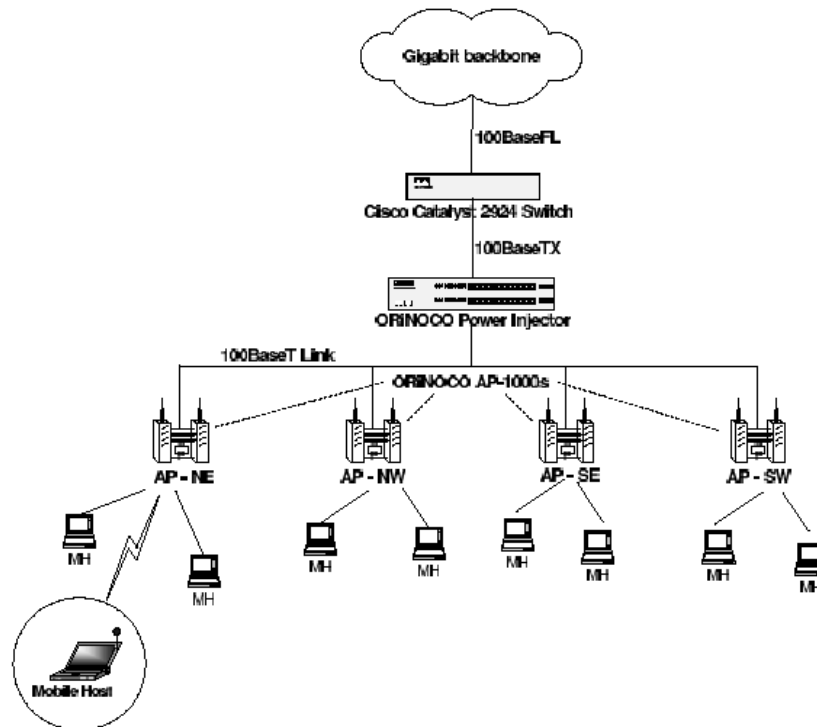 Gigabit backbone
100BaseFL
Cisco Catalyst 2924 Switch
100BaseTX
ORiNOCO Power Injector
100BaseT Link
ORiNOCO AP-1000s
AP - NE
AP - NW
AP - SE
AP - SW
MH
MH
MH
MH
MH
MH
MH
MH
Mobile Host